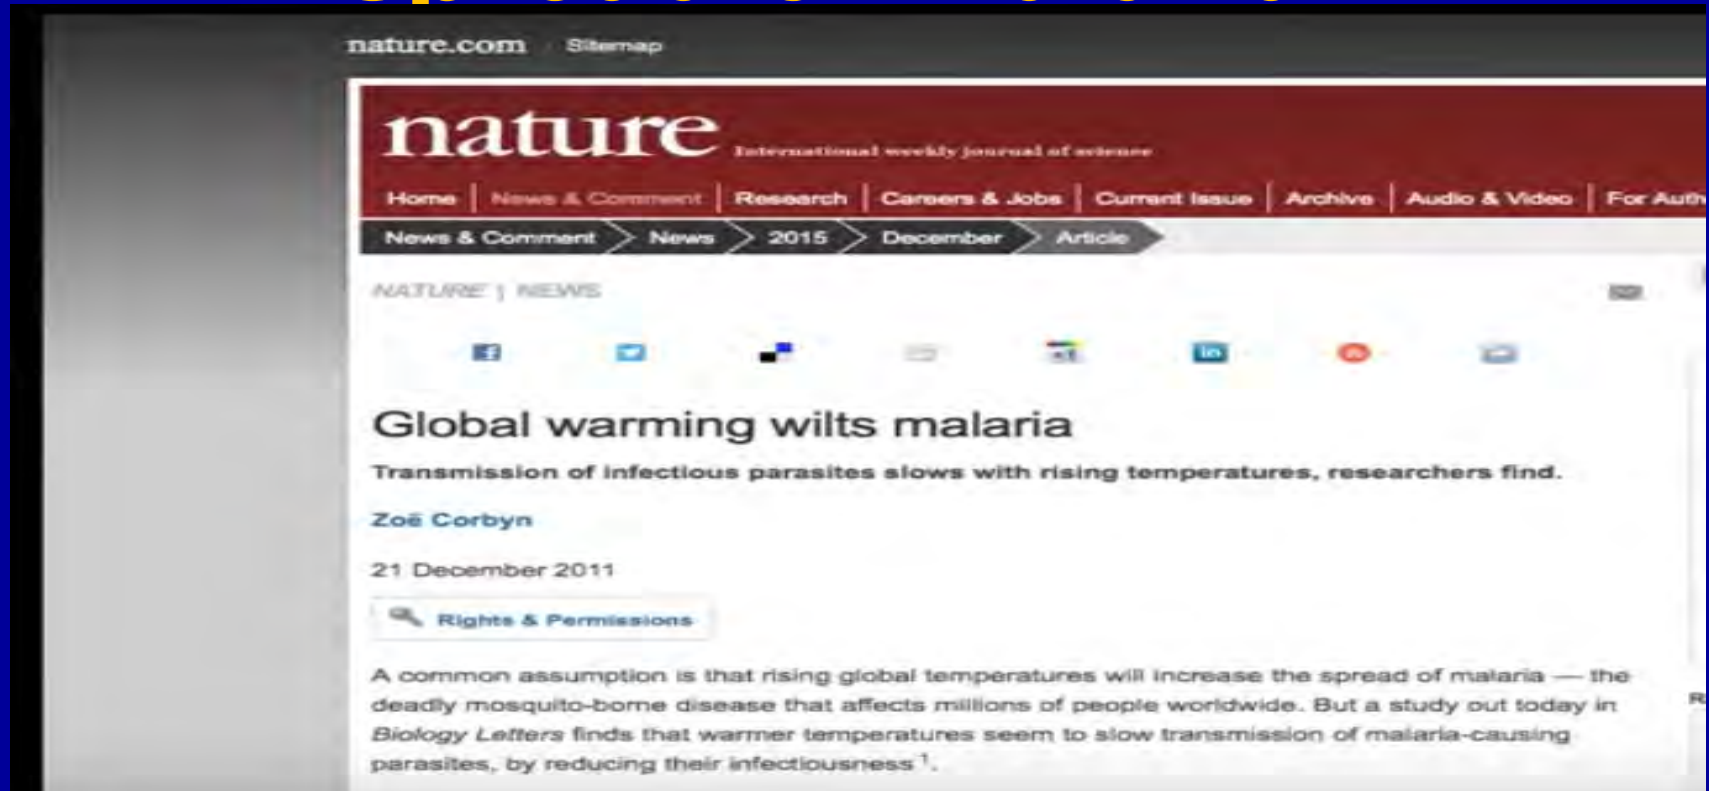 nature.com Sitemap
nature International weekly journal of science
Home News & Comment Research Careers & Jobs Current Issue Archive Audio & Video For Auth
News & Comment News 2015 December Article
NATURE | NEWS
Global warming wilts malaria
Transmission of infectious parasites slows with rising temperatures, researchers find.
Zoë Corbyn
21 December 2011
Rights & Permissions
A common assumption is that rising global temperatures will increase the spread of malaria — the
deadly mosquito-borne disease that affects millions of people worldwide. But a study out today in
Biology Letters finds that warmer temperatures seem to slow transmission of malaria-causing
parasites, by reducing their infectiousness¹.